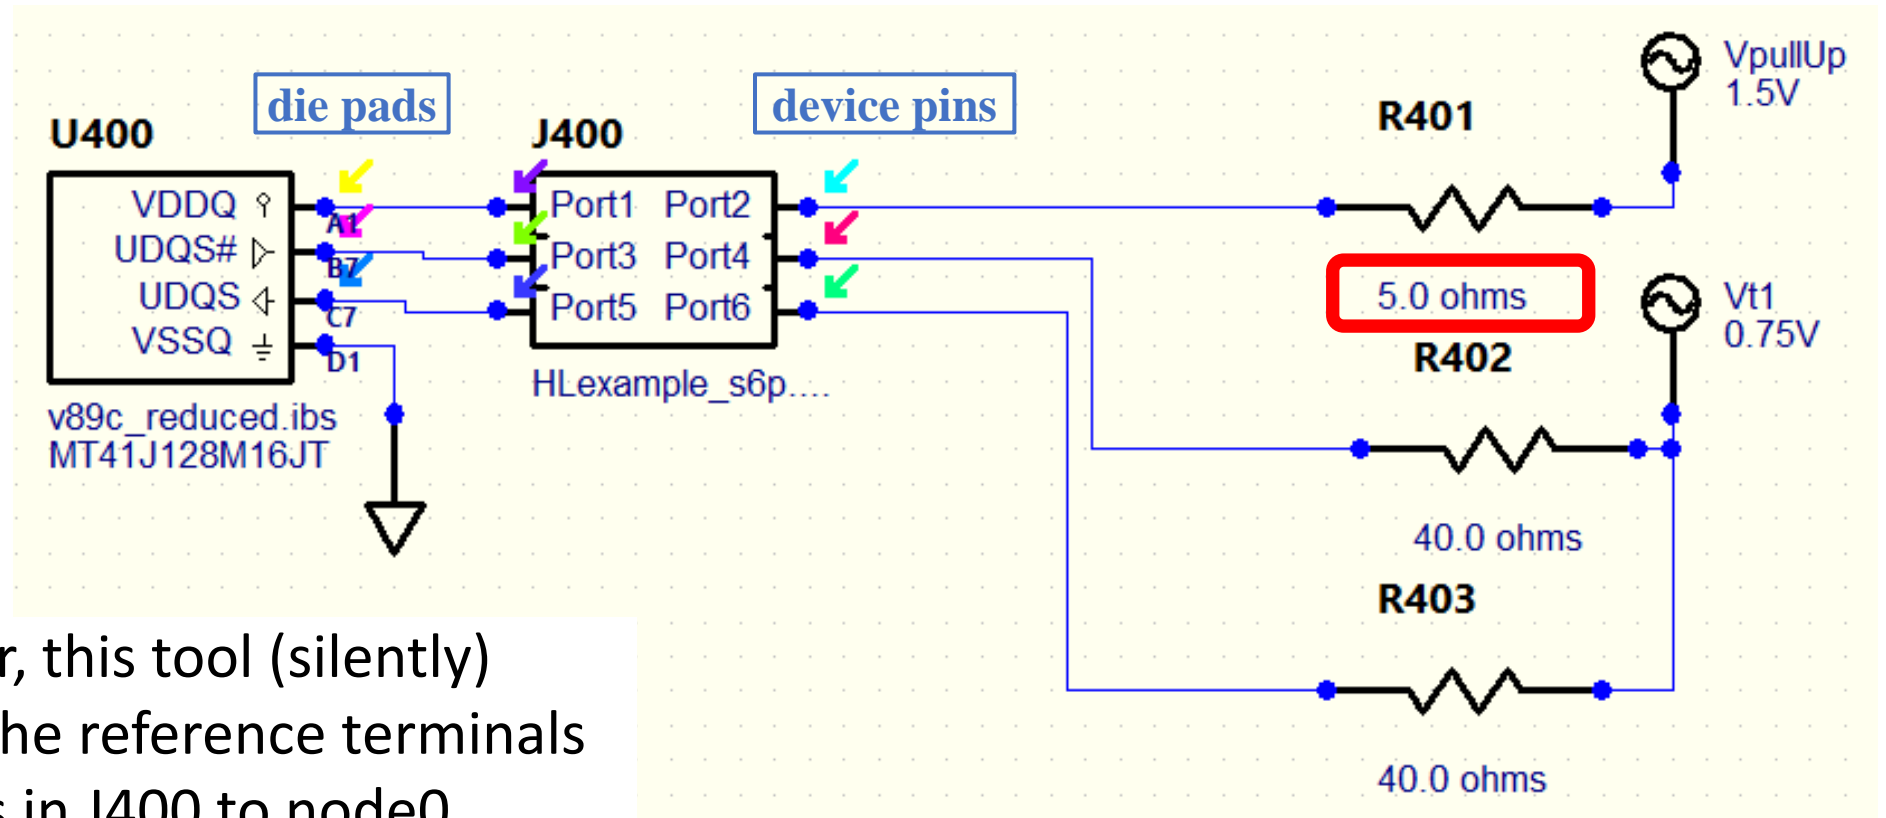 VpullUp
1.5V
die pads
device pins
R401
U400
J400
VDDQ
A1
Port1 Port2
UDQS#
B7
Port3 Port4
UDQS
C7
Port5 Port6
5.0 ohms
Vt1
0.75V
VSSQ
D1
R402
HLexample_s6p....
v89c_reduced.ibs
MT41J128M16JT
40.0 ohms
R403
r, this tool (silently)
he reference terminals
s in J400 to node0
40.0 ohms